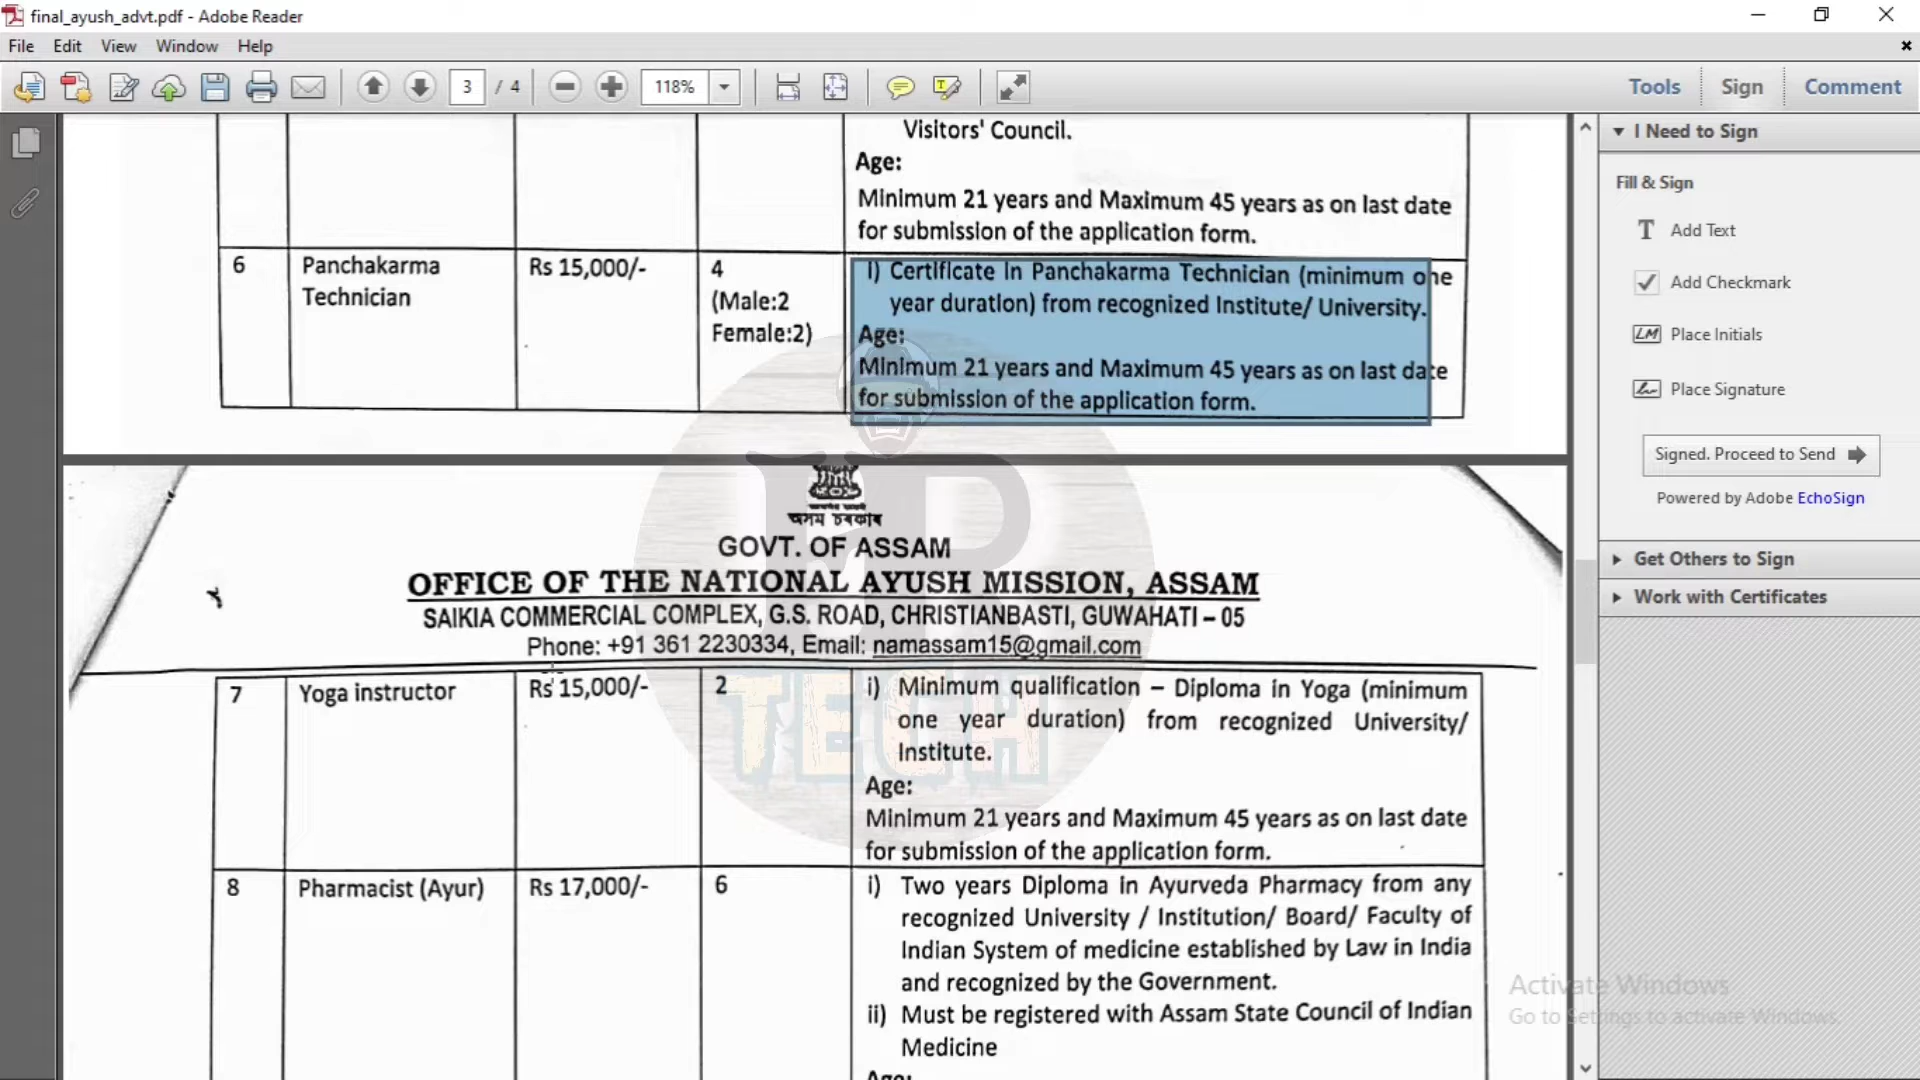 final_ayush_advt.pdf - Adobe Reader
File Edit View Window Help
3 / 4 118% Tools Sign Comment
Visitors' Council.
Age:
Minimum 21 years and Maximum 45 years as on last date
for submission of the application form.
6 Panchakarma Technician Rs 15,000/- 4 (Male:2 Female:2)
i) Certificate in Panchakarma Technician (minimum one
year duration) from recognized Institute/ University.
Age:
Minimum 21 years and Maximum 45 years as on last date
for submission of the application form.
অসম চৰকাৰ
GOVT. OF ASSAM
OFFICE OF THE NATIONAL AYUSH MISSION, ASSAM
SAIKIA COMMERCIAL COMPLEX, G.S. ROAD, CHRISTIANBASTI, GUWAHATI – 05
Phone: +91 361 2230334, Email: namassam15@gmail.com
7 Yoga instructor Rs 15,000/- 2
i) Minimum qualification – Diploma in Yoga (minimum
one year duration) from recognized University/
Institute.
Age:
Minimum 21 years and Maximum 45 years as on last date
for submission of the application form.
8 Pharmacist (Ayur) Rs 17,000/- 6
i) Two years Diploma in Ayurveda Pharmacy from any
recognized University / Institution/ Board/ Faculty of
Indian System of medicine established by Law in India
and recognized by the Government.
ii) Must be registered with Assam State Council of Indian
Medicine
Age:
TECH
I Need to Sign
Fill & Sign
T Add Text
Add Checkmark
LM Place Initials
Place Signature
Signed. Proceed to Send
Powered by Adobe EchoSign
Get Others to Sign
Work with Certificates
Activate Windows
Go to Settings to activate Windows.